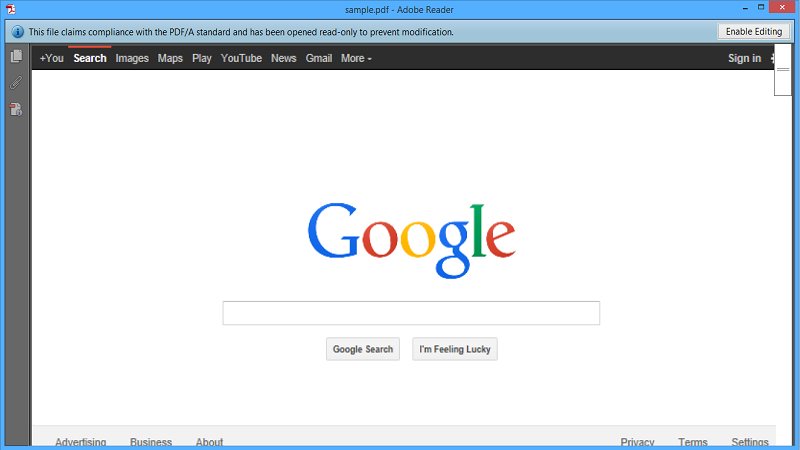 sample.pdf - Adobe Reader
This file claims compliance with the PDF/A standard and has been opened read-only to prevent modification. Enable Editing
+You Search Images Maps Play YouTube News Gmail More Sign in
Google
Google Search I'm Feeling Lucky
Advertising Business About Privacy Terms Settings